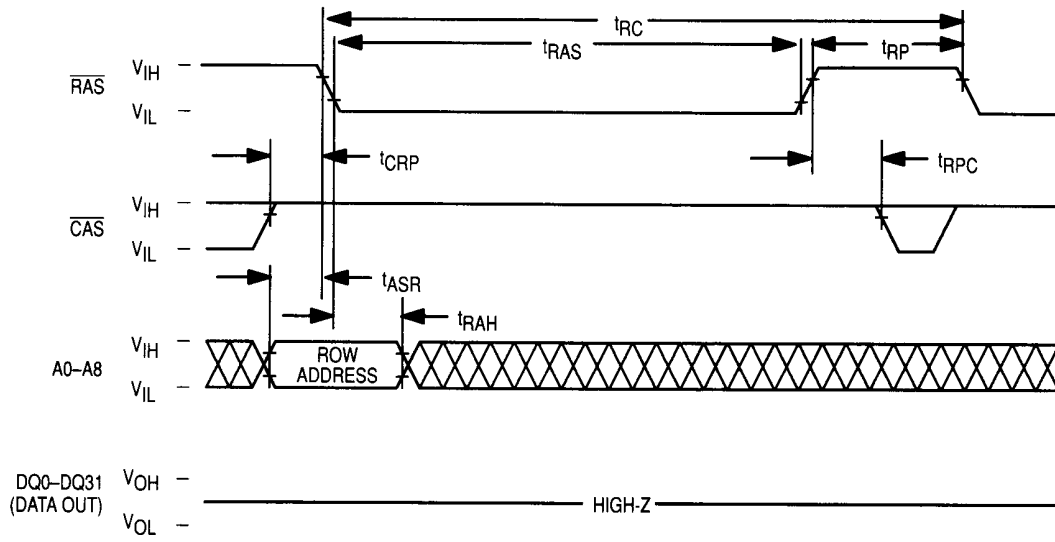 tRC
tRAS
tRP
RAS
VIH
VIL
tCRP
tRPC
CAS
VIH
VIL
tASR
tRAH
A0–A8
VIH
VIL
ROW
ADDRESS
DQ0–DQ31
(DATA OUT)
VOH
VOL
HIGH-Z